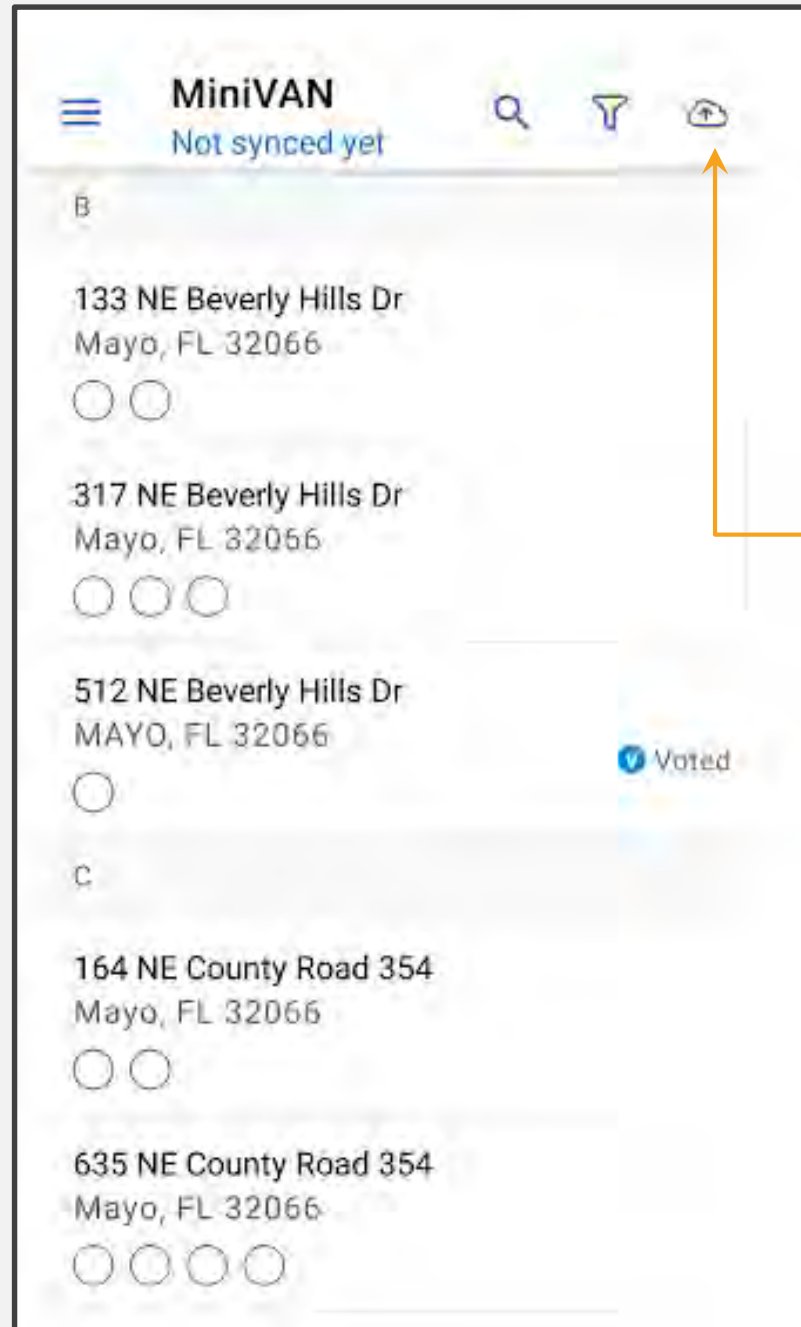 MiniVAN
Not synced yet
B
133 NE Beverly Hills Dr
Mayo, FL 32066
317 NE Beverly Hills Dr
Mayo, FL 32066
512 NE Beverly Hills Dr
MAYO, FL 32066
V Voted
C
164 NE County Road 354
Mayo, FL 32066
635 NE County Road 354
Mayo, FL 32066